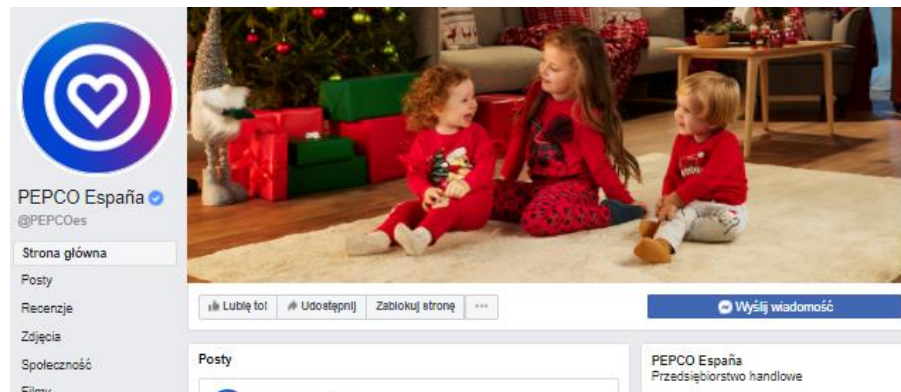 PEPCO España
@PEPCOes
Strona główna
Posty
Recenzje
Zdjęcia
Społeczność
Filmy
Lubię to!
Udostępnij
Zablokuj stronę
Wyślij wiadomość
Posty
PEPCO España
Przedsiębiorstwo handlowe